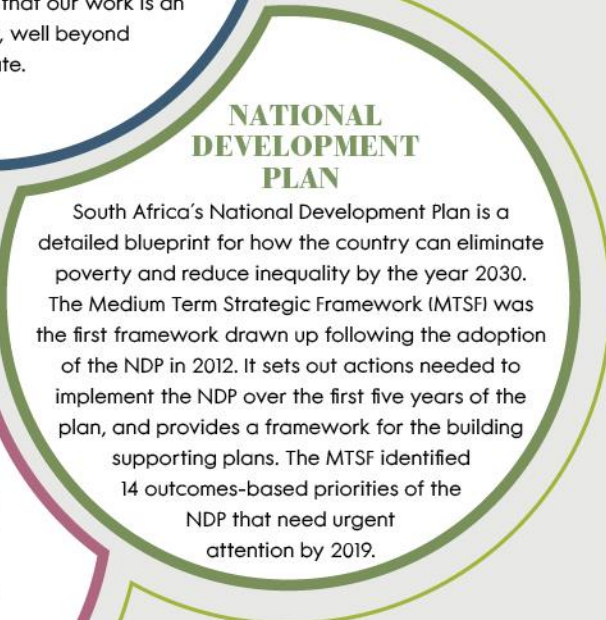 that our work is an
, well beyond
NATIONAL
DEVELOPMENT
PLAN
South Africa's National Development Plan is a
detailed blueprint for how the country can eliminate
poverty and reduce inequality by the year 2030.
The Medium Term Strategic Framework (MTSF) was
the first framework drawn up following the adoption
of the NDP in 2012. It sets out actions needed to
implement the NDP over the first five years of the
plan, and provides a framework for the building
supporting plans. The MTSF identified
14 outcomes-based priorities of the
NDP that need urgent
attention by 2019.